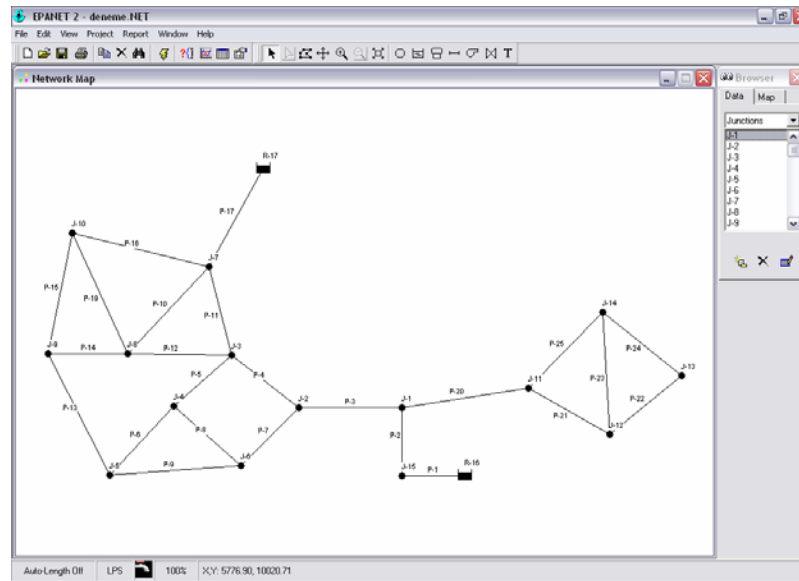 EPANET 2 - deneme.NET
File Edit View Project Report Window Help
T
Network Map
Browser
Data Map
Junctions
J-1
J-2
J-3
J-4
J-5
J-6
J-7
J-8
J-9
R-17
P-17
J-10
P-16
J-7
P-15
P-19
P-10
P-11
J-14
J-9
P-14
J-8
P-12
J-3
P-25
P-24
P-5
P-4
P-23
J-13
J-11
J-4
J-2
P-3
J-1
P-20
P-13
P-22
P-6
P-8
P-7
P-2
P-21
J-12
J-5
P-9
J-6
J-15
P-1
R-16
Auto-Length Off LPS 100% X,Y: 5776.90, 10020.71